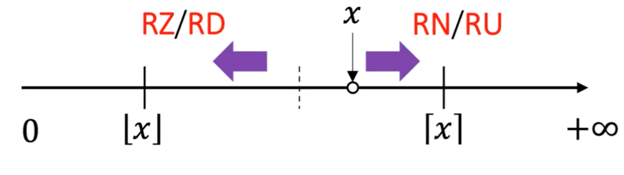 RZ/RD x RN/RU
0 ⌊x⌋ ⌈x⌉ +∞